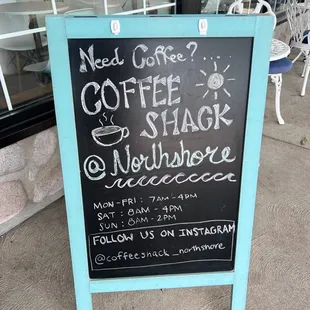 Need Coffee?
COFFEE
SHACK
@ Northshore
MON-FRI: 7AM-4PM
SAT: 8AM-4PM
SUN: 8AM-2PM
FOLLOW US ON INSTAGRAM
@coffeeshack_northshore